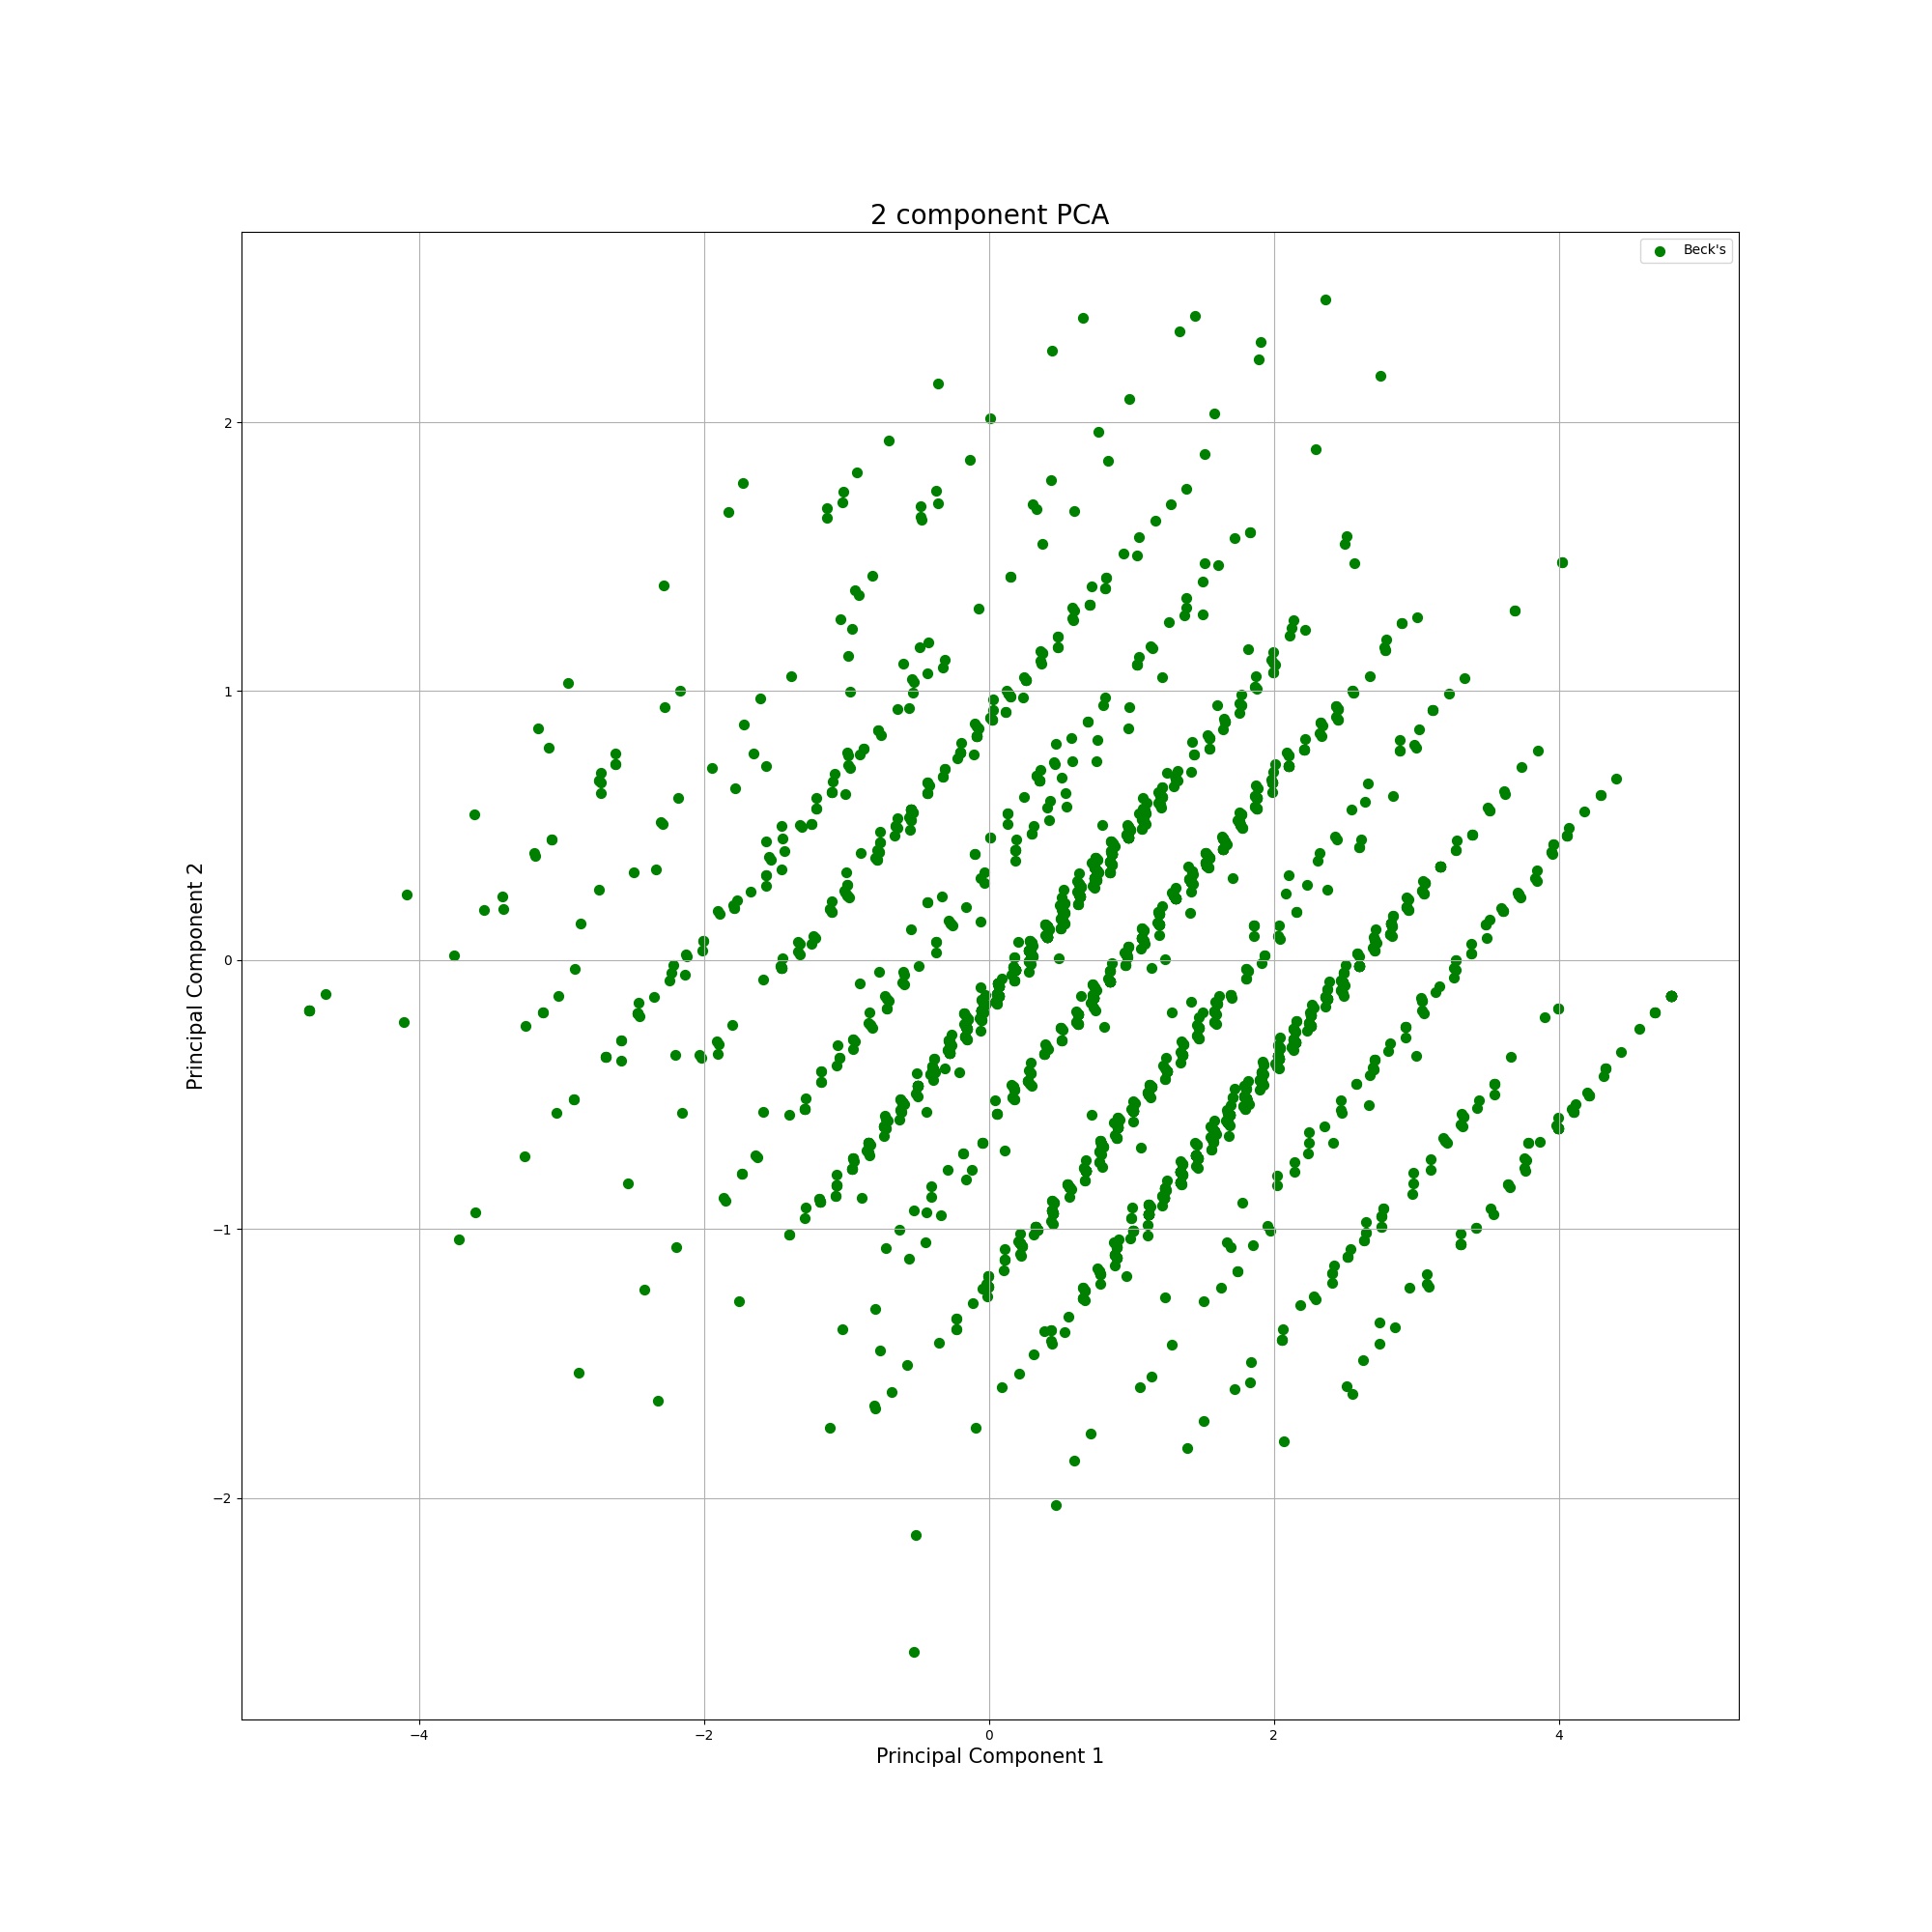 2 component PCA
Beck's
Principal Component 2
2
1
0
−1
−2
−4
−2
0
2
4
Principal Component 1